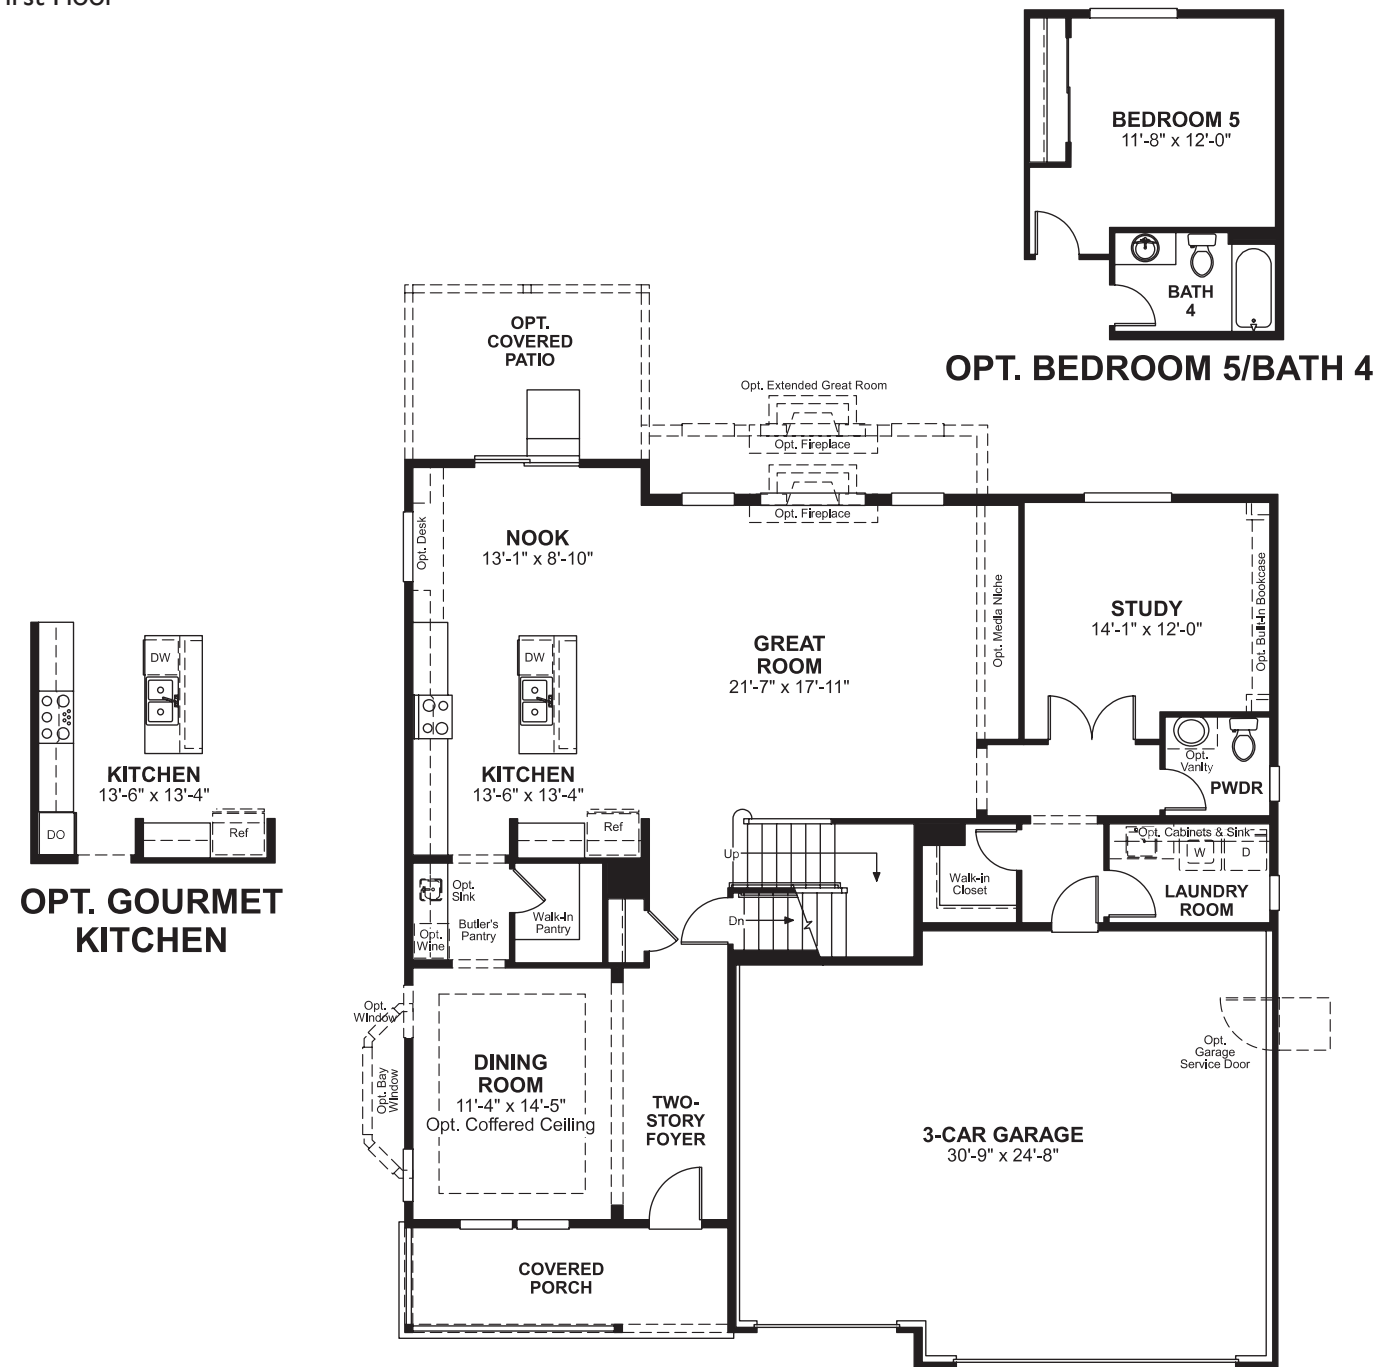 First Floor
BEDROOM 5
11'-8" x 12'-0"
BATH
4
OPT. BEDROOM 5/BATH 4
OPT.
COVERED
PATIO
Opt. Extended Great Room
Opt. Fireplace
Opt. Fireplace
Opt. Desk
NOOK
13'-1" x 8'-10"
GREAT
ROOM
21'-7" x 17'-11"
Opt. Media Niche
STUDY
14'-1" x 12'-0"
Opt. Built-In Bookcase
DW
KITCHEN
13'-6" x 13'-4"
DO
Ref
OPT. GOURMET
KITCHEN
DW
KITCHEN
13'-6" x 13'-4"
Ref
Opt.
Vanity
PWDR
Up
Dn
Walk-in
Closet
Opt. Cabinets & Sink
W
D
LAUNDRY
ROOM
Opt.
Sink
Opt.
Wine
Butler's
Pantry
Walk-In
Pantry
Opt.
Window
Opt. Bay
Window
DINING
ROOM
11'-4" x 14'-5"
Opt. Coffered Ceiling
TWO-
STORY
FOYER
3-CAR GARAGE
30'-9" x 24'-8"
Opt.
Garage
Service Door
COVERED
PORCH